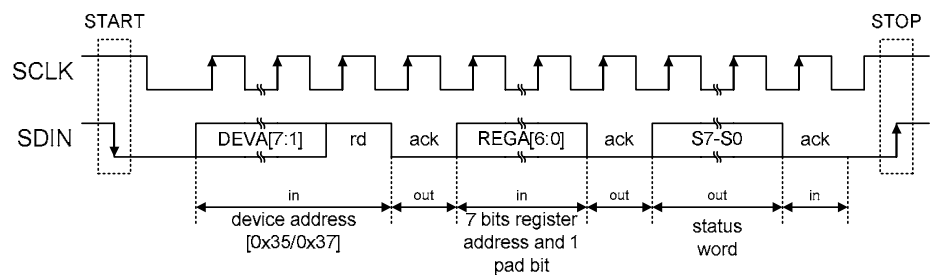 START STOP
SCLK
SDIN DEVA[7:1] rd ack REGA[6:0] ack S7-S0 ack
in out in out out in
device address
[0x35/0x37]
7 bits register
address and 1
pad bit
status
word